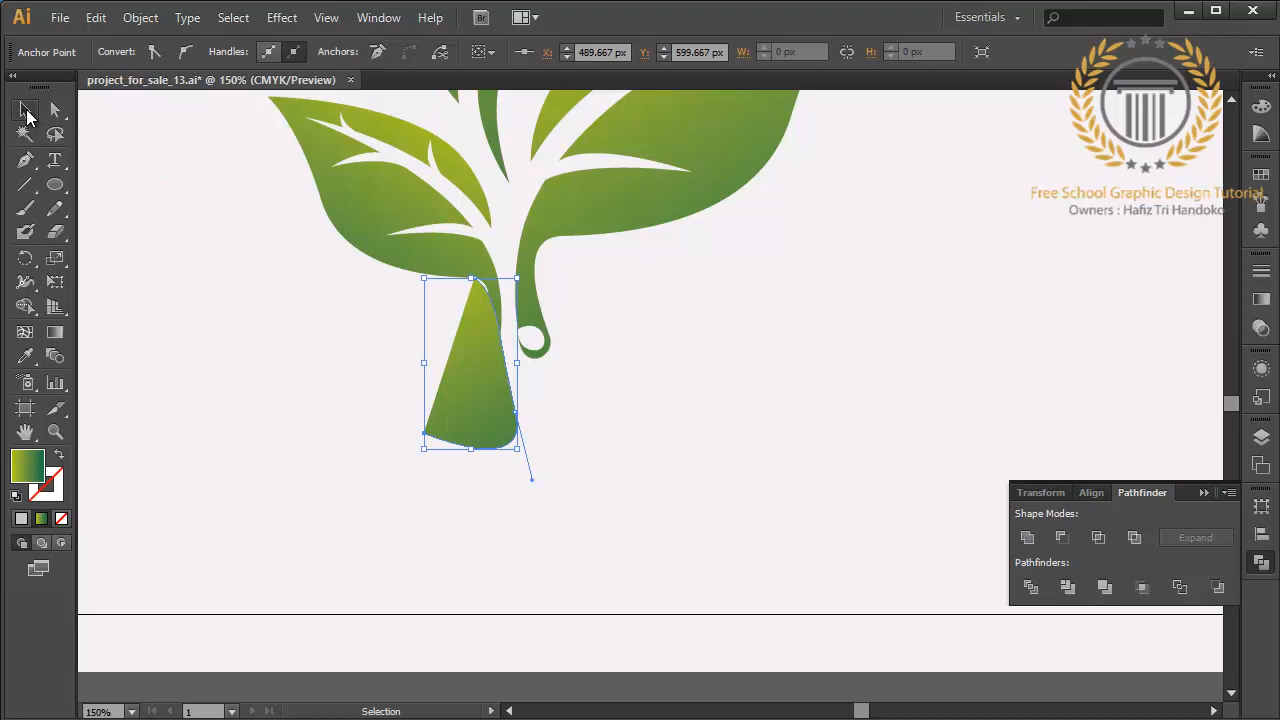 Ai File Edit Object Type Select Effect View Window Help Br Essentials
Anchor Point Convert: Handles: Anchors: X: 489.667 px Y: 599.667 px W: 0 px H: 0 px
project_for_sale_13.ai* @ 150% (CMYK/Preview)
Free School Graphic Design Tutorial
Owners : Hafiz Tri Handoko
Transform Align Pathfinder
Shape Modes:
Expand
Pathfinders:
150% 1 Selection